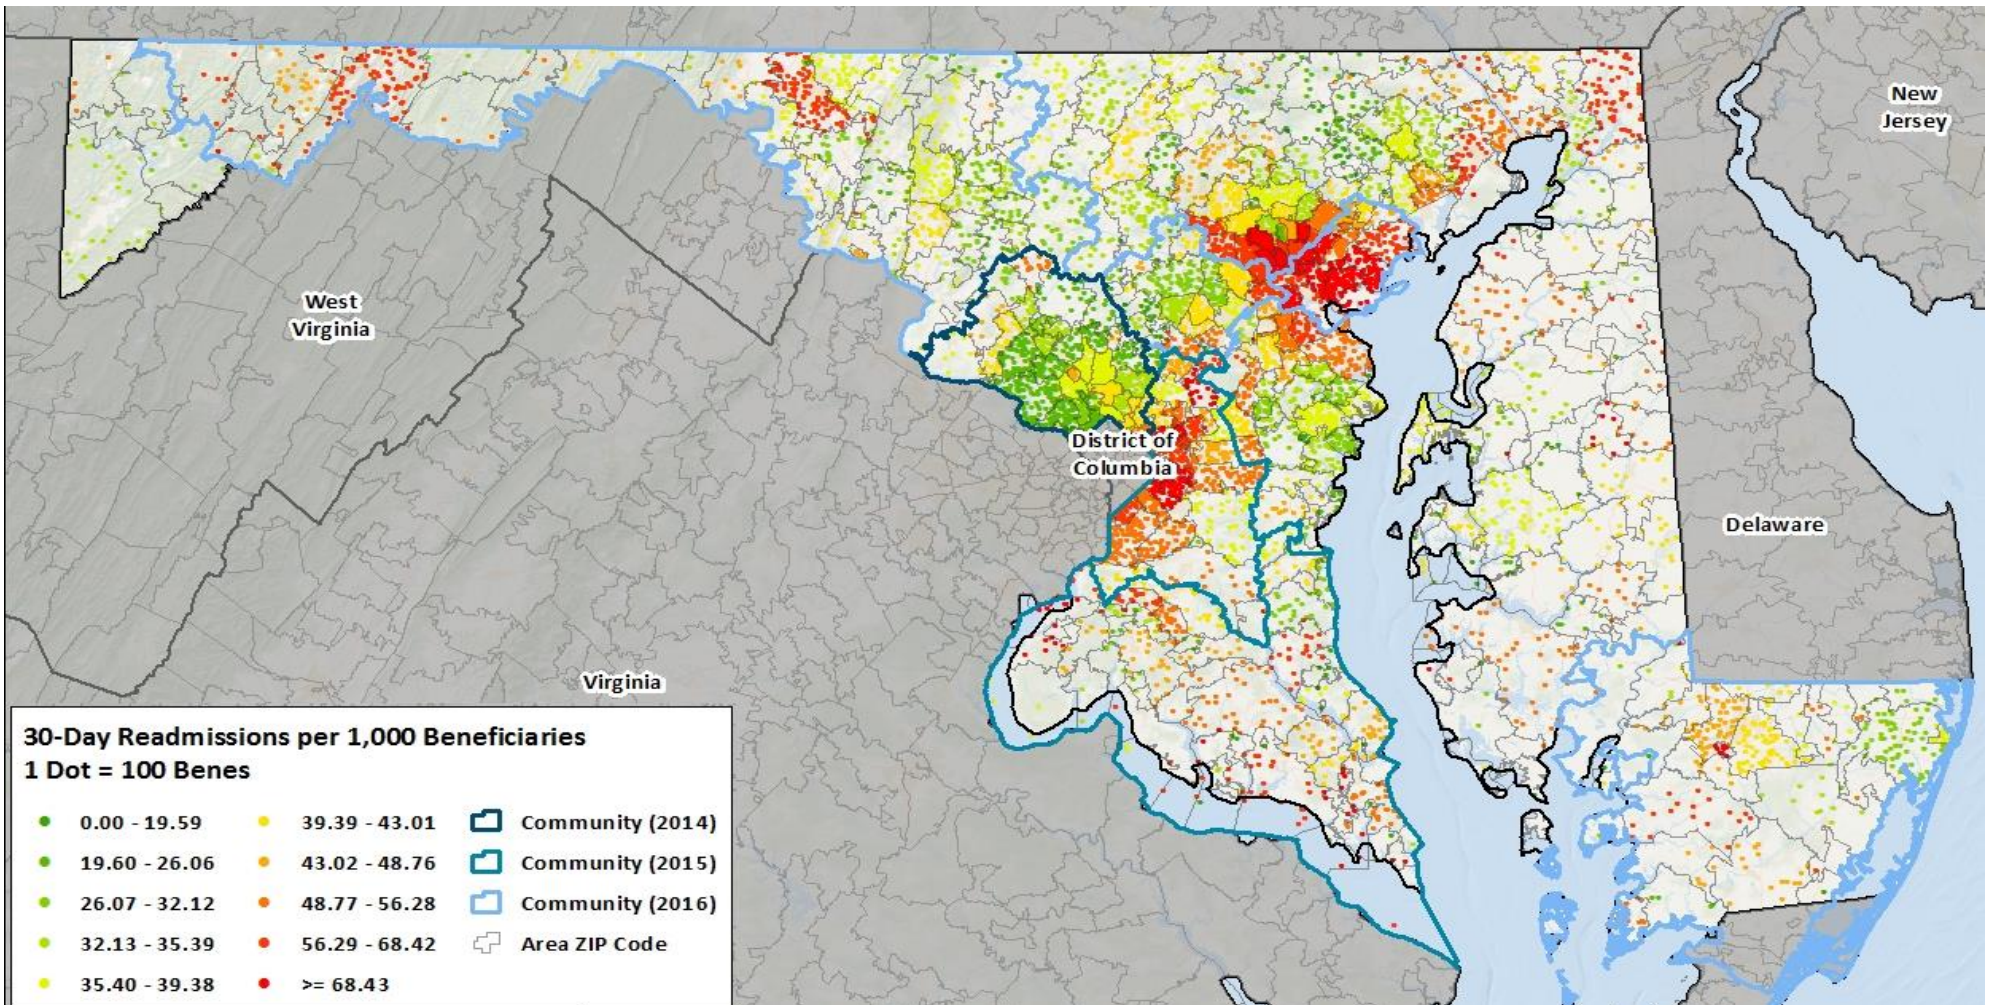 New
Jersey
West
Virginia
District of
Columbia
Delaware
Virginia
30-Day Readmissions per 1,000 Beneficiaries
1 Dot = 100 Benes
0.00 - 19.59
39.39 - 43.01
Community (2014)
19.60 - 26.06
43.02 - 48.76
Community (2015)
26.07 - 32.12
48.77 - 56.28
Community (2016)
32.13 - 35.39
56.29 - 68.42
Area ZIP Code
35.40 - 39.38
>= 68.43